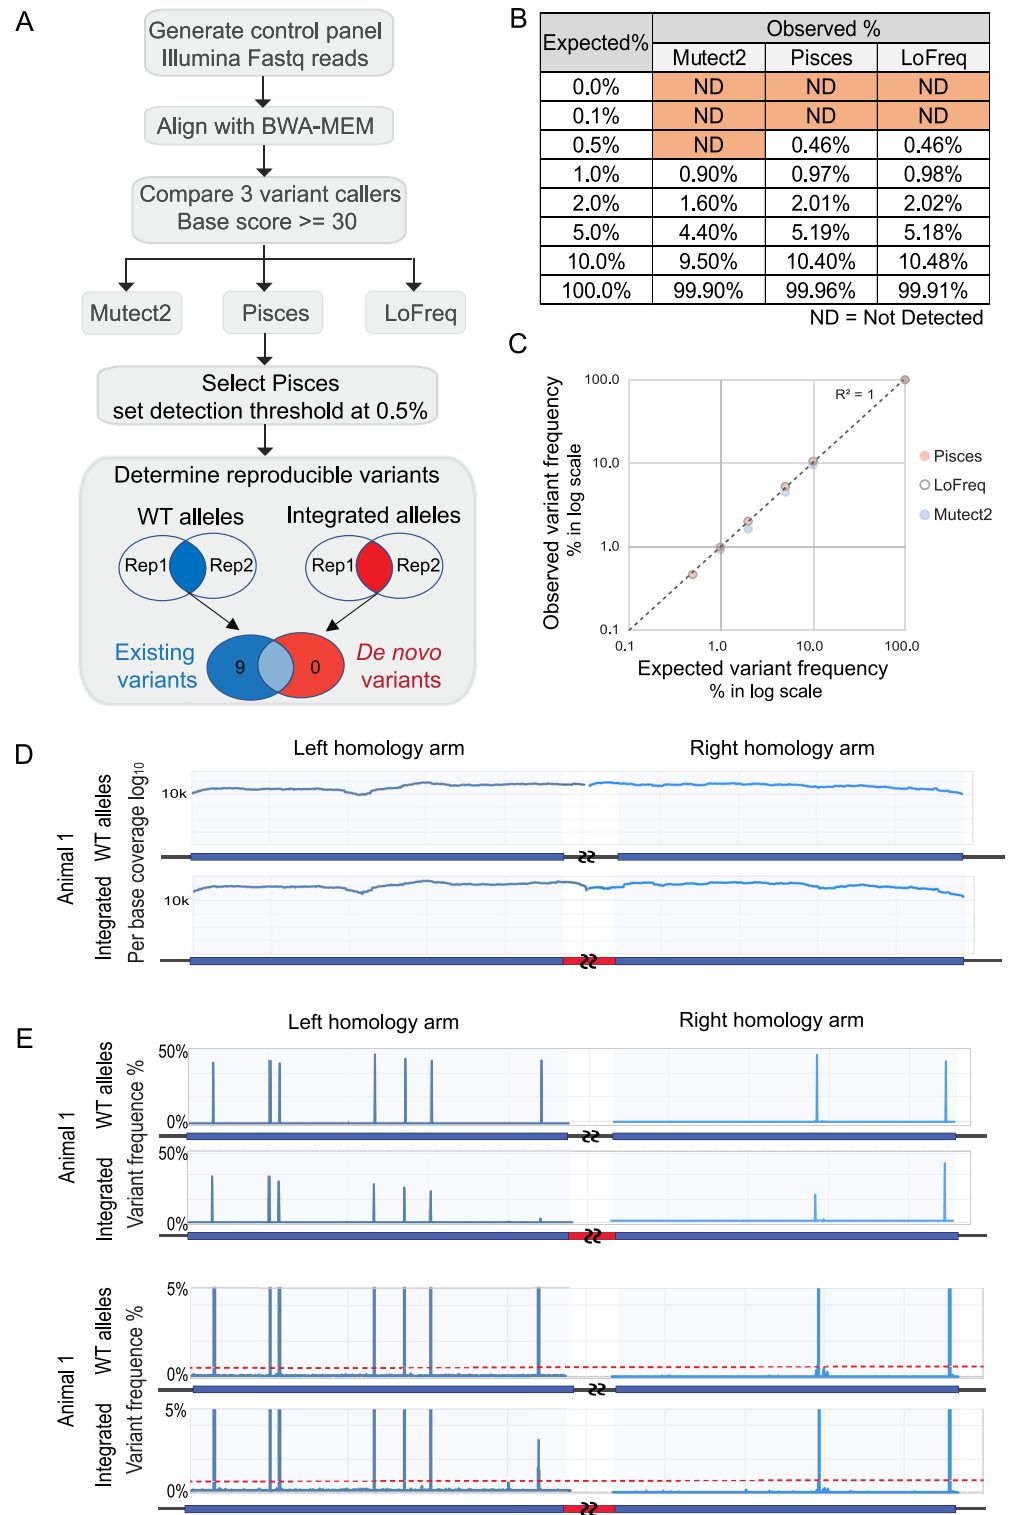 A
Generate control panel
Illumina Fastq reads
Align with BWA-MEM
Compare 3 variant callers
Base score >= 30
Mutect2 Pisces LoFreq
Select Pisces
set detection threshold at 0.5%
Determine reproducible variants
WT alleles Integrated alleles
Rep1 Rep2 Rep1 Rep2
Existing variants 9 0 De novo variants
B
Expected% Observed %
Mutect2 Pisces LoFreq
0.0% ND ND ND
0.1% ND ND ND
0.5% ND 0.46% 0.46%
1.0% 0.90% 0.97% 0.98%
2.0% 1.60% 2.01% 2.02%
5.0% 4.40% 5.19% 5.18%
10.0% 9.50% 10.40% 10.48%
100.0% 99.90% 99.96% 99.91%
ND = Not Detected
C
Observed variant frequency
% in log scale
100.0
10.0
1.0
0.1
R² = 1
Pisces
LoFreq
Mutect2
0.1 1.0 10.0 100.0
Expected variant frequency
% in log scale
D
Left homology arm Right homology arm
Animal 1
WT alleles
Integrated
Per base coverage log10
10k
10k
E
Left homology arm Right homology arm
Animal 1
WT alleles
Integrated
Variant frequence %
50%
0%
50%
0%
Animal 1
WT alleles
Integrated
Variant frequence %
5%
0%
5%
0%